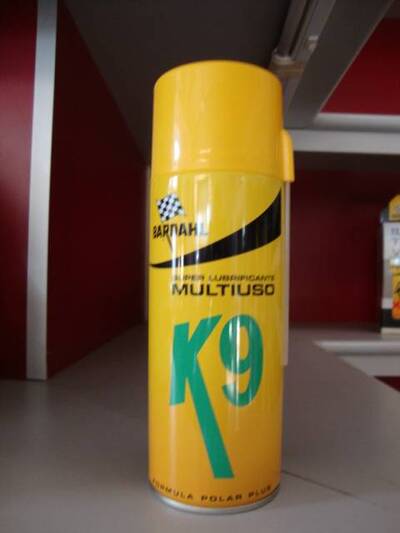 BARDAHL
SUPER LUBRIFICANTE
MULTIUSO
K9
FORMULA POLAR PLUS